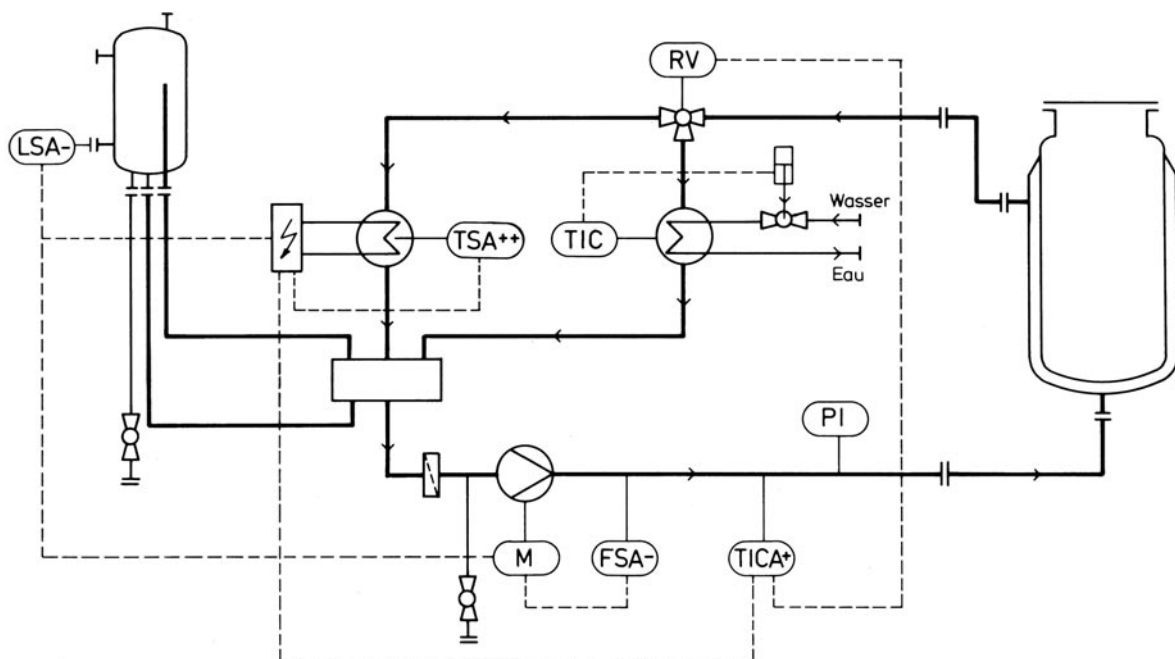 RV
LSA-
Wasser
TSA++
TIC
Eau
PI
M
FSA-
TICA+